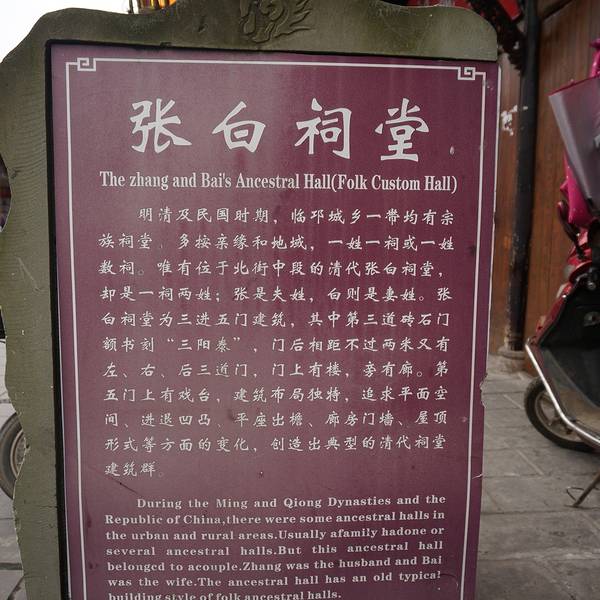 张白祠堂
The zhang and Bai's Ancestral Hall(Folk Custom Hall)
明清及民国时期，临邛城乡一带均有宗
族祠堂。多按亲缘和地域，一姓一祠或一姓
数祠。唯有位于北街中段的清代张白祠堂，
却是一祠两姓；张是夫姓，白则是妻姓。张
白祠堂为三进五门建筑，其中第三道砖石门
额书刻“三阳泰”，门后相距不过两米又有
左、右、后三道门，门上有楼，旁有廊。第
五门上有戏台，建筑布局独特，追求平面空
间、进退凹凸、平座出檐、廊房门墙、屋顶
形式等方面的变化，创造出典型的清代祠堂
建筑群。
During the Ming and Qiong Dynasties and the
Republic of China,there were some ancestral halls in
the urban and rural areas.Usually afamily hadone or
several ancestral halls.But this ancestral hall
belongcd to acouple.Zhang was the husband and Bai
was the wife.The ancestral hall has an old typical
building style of folk ancestral halls.